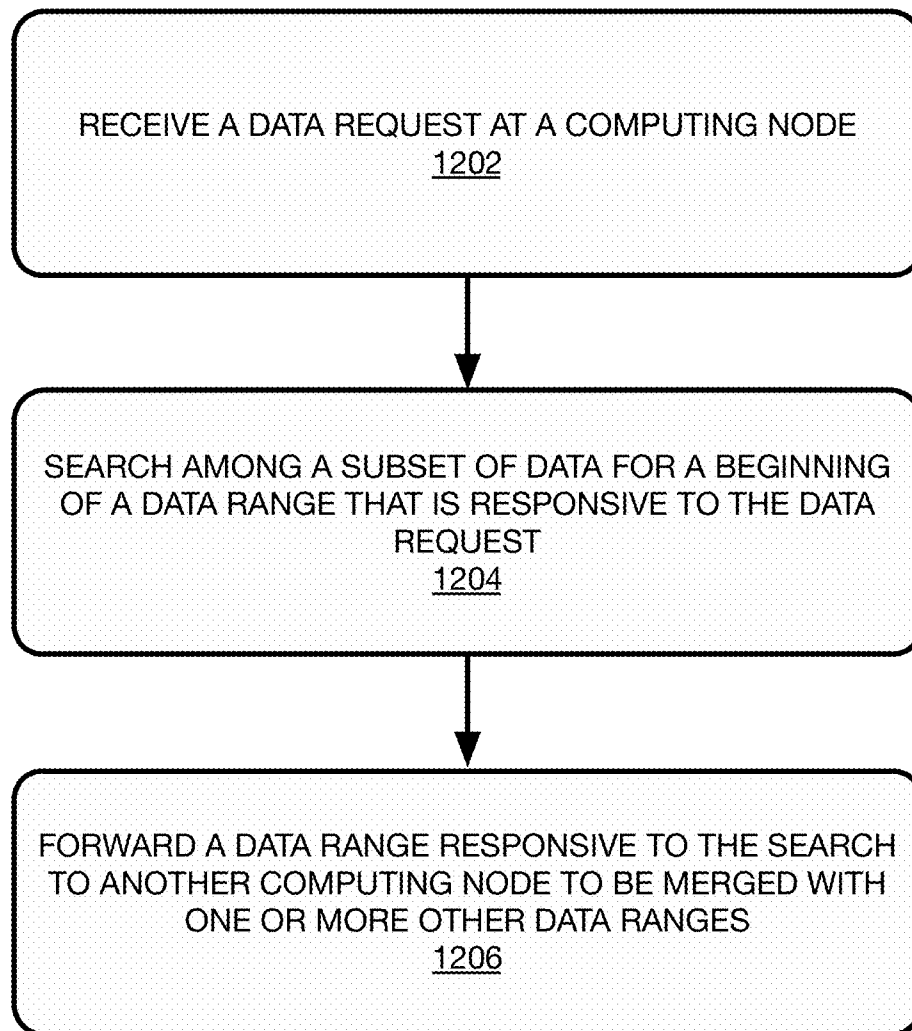 RECEIVE A DATA REQUEST AT A COMPUTING NODE
1202
SEARCH AMONG A SUBSET OF DATA FOR A BEGINNING
OF A DATA RANGE THAT IS RESPONSIVE TO THE DATA
REQUEST
1204
FORWARD A DATA RANGE RESPONSIVE TO THE SEARCH
TO ANOTHER COMPUTING NODE TO BE MERGED WITH
ONE OR MORE OTHER DATA RANGES
1206